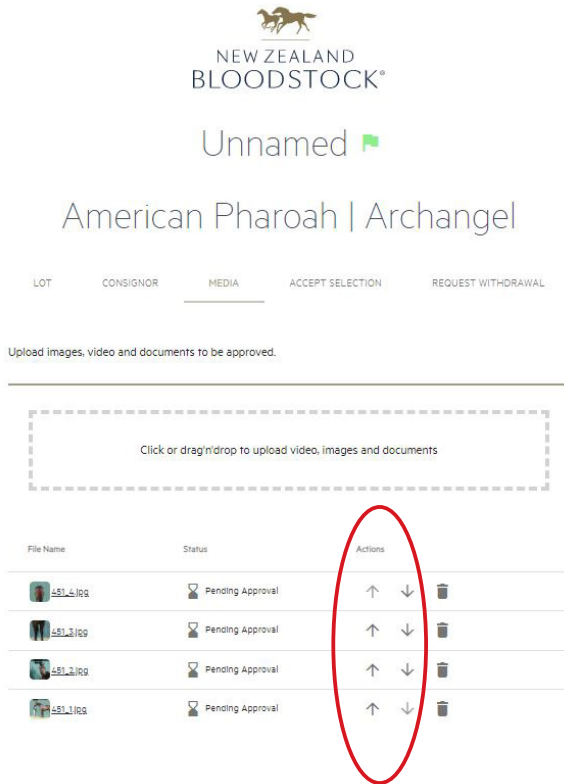 NEW ZEALAND
BLOODSTOCK®
Unnamed
American Pharoah | Archangel
LOT CONSIGNOR MEDIA ACCEPT SELECTION REQUEST WITHDRAWAL
Upload images, video and documents to be approved.
Click or drag'n'drop to upload video, images and documents
File Name Status Actions
451_4.jpg Pending Approval
451_3.jpg Pending Approval
451_2.jpg Pending Approval
451_1.jpg Pending Approval